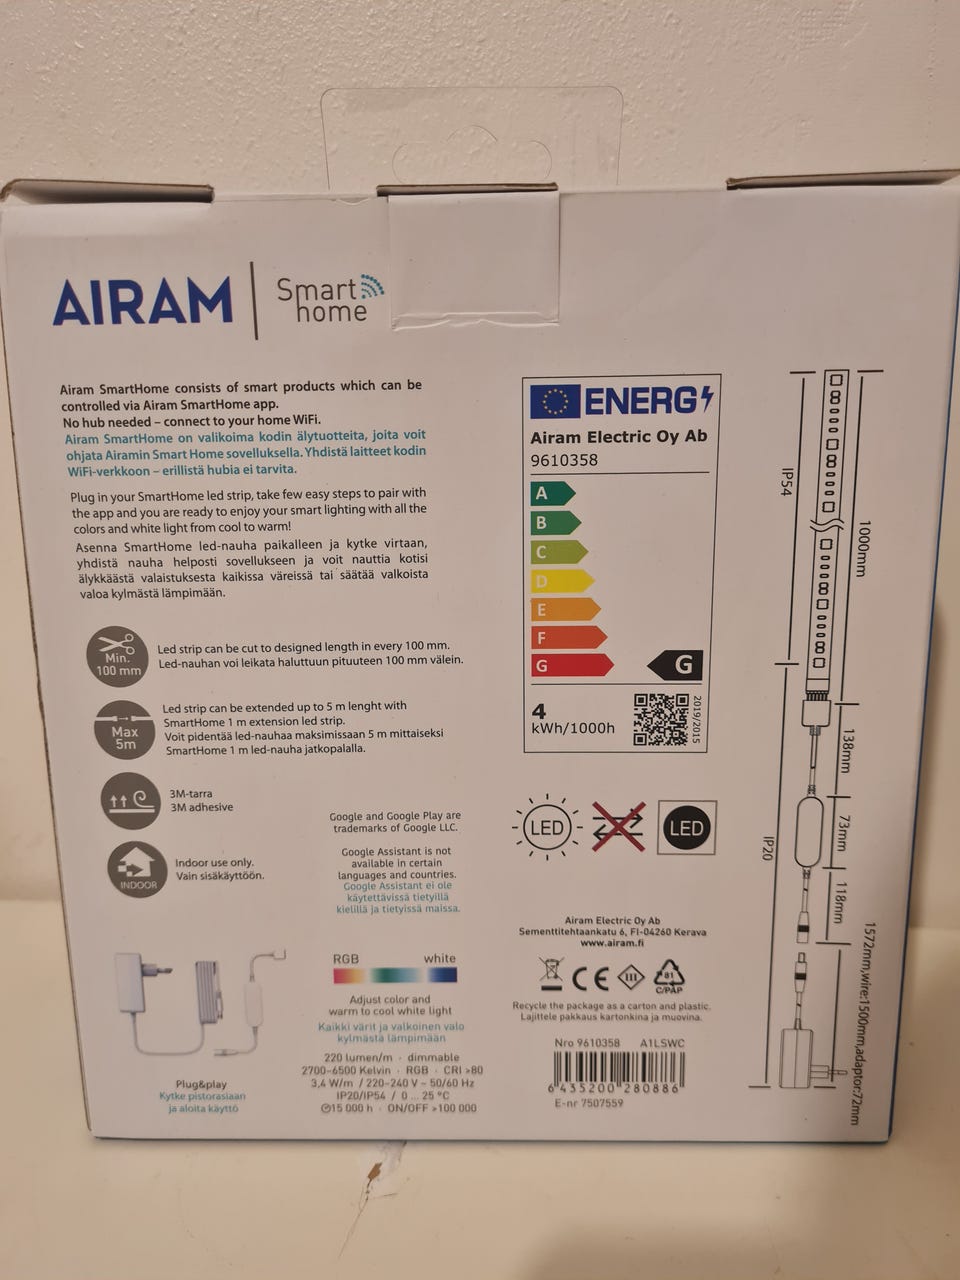 AIRAM
Smart
home
Airam SmartHome consists of smart products which can be
controlled via Airam SmartHome app.
No hub needed – connect to your home WiFi.
Airam SmartHome on valikoima kodin älytuotteita, joita voit
ohjata Airamin Smart Home sovelluksella. Yhdistä laitteet kodin
WiFi-verkkoon – erillistä hubia ei tarvita.
Plug in your SmartHome led strip, take few easy steps to pair with
the app and you are ready to enjoy your smart lighting with all the
colors and white light from cool to warm!
Asenna SmartHome led-nauha paikalleen ja kytke virtaan,
yhdistä nauha helposti sovellukseen ja voit nauttia kotisi
älykkäästä valaistuksesta kaikissa väreissä tai säätää valkoista
valoa kylmästä lämpimään.
Min.
100 mm
Led strip can be cut to designed length in every 100 mm.
Led-nauhan voi leikata haluttuun pituuteen 100 mm välein.
Max
5m
Led strip can be extended up to 5 m lenght with
SmartHome 1 m extension led strip.
Voit pidentää led-nauhaa maksimissaan 5 m mittaiseksi
SmartHome 1 m led-nauha jatkopalalla.
3M-tarra
3M adhesive
INDOOR
Indoor use only.
Vain sisäkäyttöön.
Google and Google Play are
trademarks of Google LLC.
Google Assistant is not
available in certain
languages and countries.
Google Assistant ei ole
käytettävissä tietyillä
kielillä ja tietyissä maissa.
Plug&play
Kytke pistorasiaan
ja aloita käyttö
RGB white
Adjust color and
warm to cool white light
Kaikki värit ja valkoinen valo
kylmästä lämpimään
220 lumen/m · dimmable
2700–6500 Kelvin · RGB · CRI >80
3,4 W/m / 220-240 V ~ 50/60 Hz
IP20/IP54 / 0 ... 25 °C
15 000 h · ON/OFF >100 000
ENERG
Airam Electric Oy Ab
9610358
A
B
C
D
E
F
G
G
4
kWh/1000h
2019/2015
LED
LED
Airam Electric Oy Ab
Sementtitehtaankatu 6, FI-04260 Kerava
www.airam.fi
CE
III
81
C/PAP
Recycle the package as a carton and plastic.
Lajittele pakkaus kartonkina ja muovina.
Nro 9610358 A1LSWC
6 435200 280886
E-nr 7507559
IP54
1000mm
138mm
73mm
IP20
118mm
1572mm,wire:1500mm,adaptor:72mm